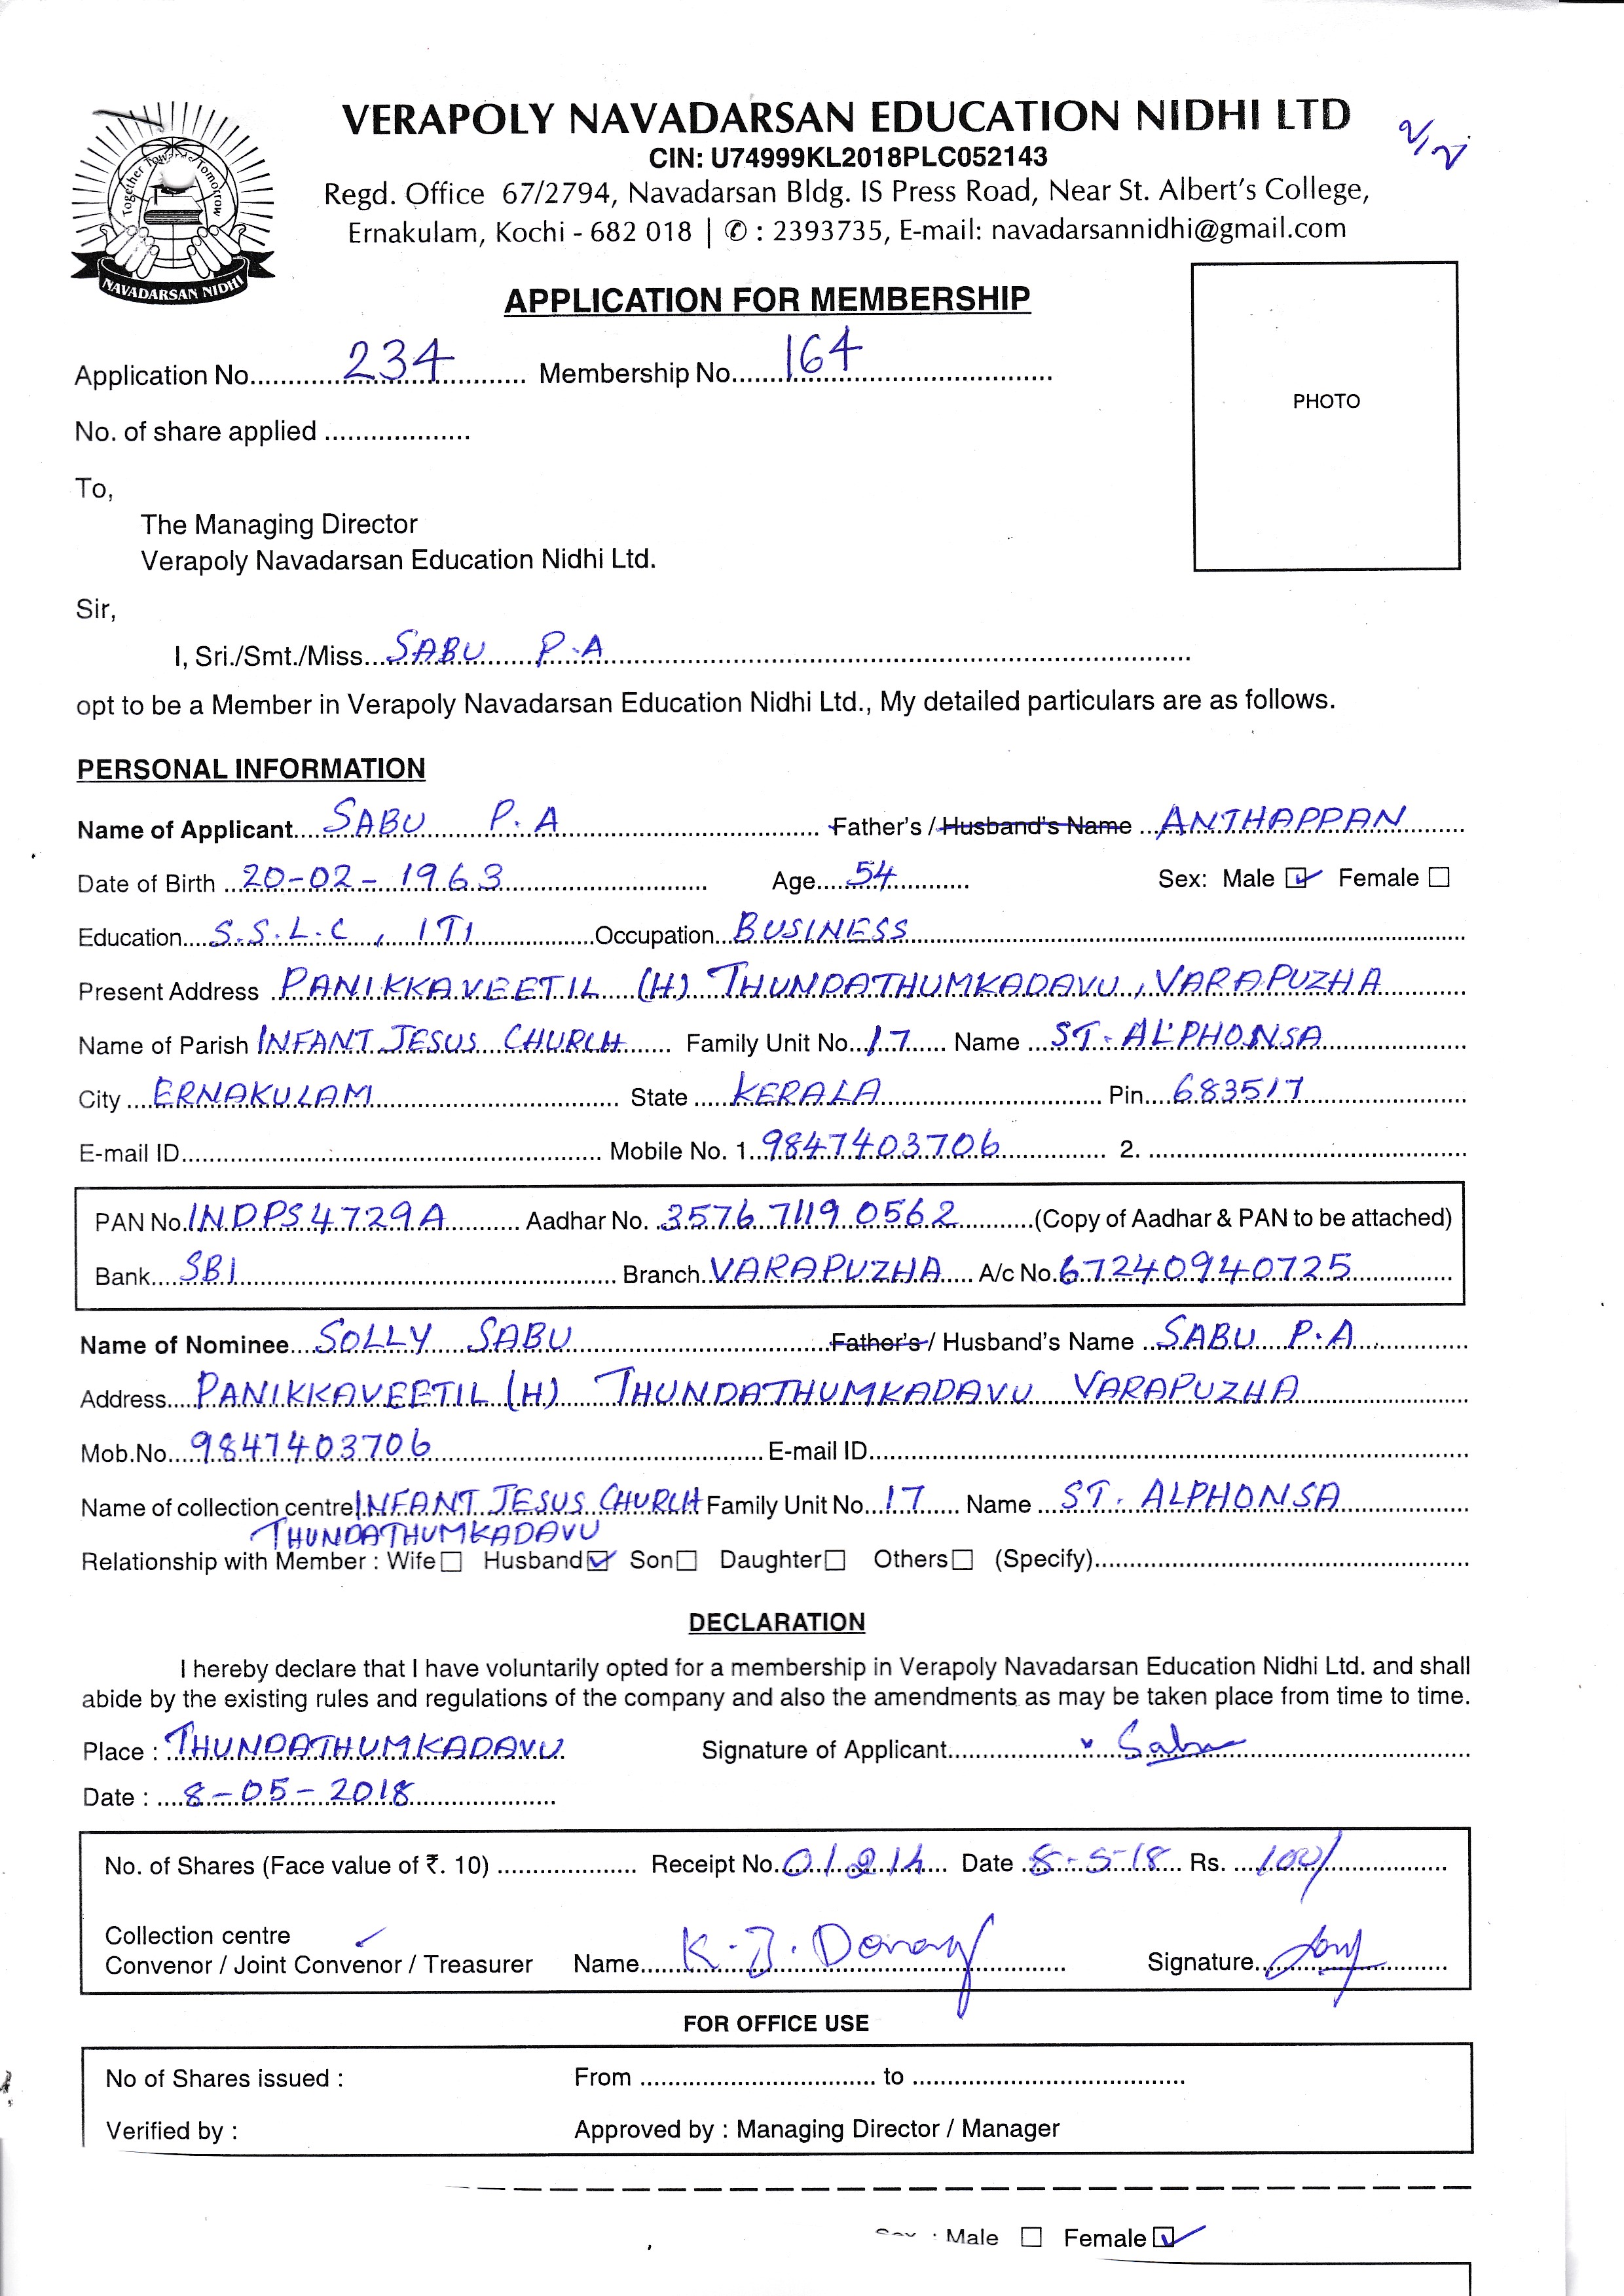 VERAPOLY NAVADARSAN EDUCATION NIDHI LTD
CIN: U74999KL2018PLC052143
Regd. Office 67/2794, Navadarsan Bldg. IS Press Road, Near St. Albert's College,
Ernakulam, Kochi - 682 018 | ✆ : 2393735, E-mail: navadarsannidhi@gmail.com
Together Towards Tomorrow
NAVADARSAN NIDHI
APPLICATION FOR MEMBERSHIP
Application No. 234 Membership No. 164
PHOTO
No. of share applied
To,
The Managing Director
Verapoly Navadarsan Education Nidhi Ltd.
Sir,
I, Sri./Smt./Miss. SABU P.A
opt to be a Member in Verapoly Navadarsan Education Nidhi Ltd., My detailed particulars are as follows.
PERSONAL INFORMATION
Name of Applicant SABU P.A Father's / Husband's Name ANTHAPPAN
Date of Birth 20-02-1963 Age 54 Sex: Male ☑ Female ☐
Education S.S.L.C, ITI Occupation BUSINESS
Present Address PANIKKAVEETIL (H) THUNDATHUMKADAVU, VARAPUZHA
Name of Parish INFANT JESUS CHURCH Family Unit No. 17 Name ST. ALPHONSA
City ERNAKULAM State KERALA Pin 683517
E-mail ID Mobile No. 1. 9847403706 2.
PAN No. INDPS4729A Aadhar No. 3576 7119 0562 (Copy of Aadhar & PAN to be attached)
Bank SBI Branch VARAPUZHA A/c No. 67240940725
Name of Nominee SOLLY SABU Father's / Husband's Name SABU P.A
Address PANIKKAVEETIL (H) THUNDATHUMKADAVU VARAPUZHA
Mob.No. 9847403706 E-mail ID
Name of collection centre INFANT JESUS CHURCH Family Unit No. 17 Name ST. ALPHONSA
THUNDATHUMKADAVU
Relationship with Member : Wife ☐ Husband ☑ Son ☐ Daughter ☐ Others ☐ (Specify)
DECLARATION
I hereby declare that I have voluntarily opted for a membership in Verapoly Navadarsan Education Nidhi Ltd. and shall
abide by the existing rules and regulations of the company and also the amendments as may be taken place from time to time.
Place : THUNDATHUMKADAVU Signature of Applicant Sabu
Date : 8-05-2018
No. of Shares (Face value of ₹. 10) Receipt No. Date 8-5-18 Rs. 100/
Collection centre
Convenor / Joint Convenor / Treasurer Name K.J. Signature
FOR OFFICE USE
No of Shares issued : From to
Verified by : Approved by : Managing Director / Manager
Male ☐ Female ☑